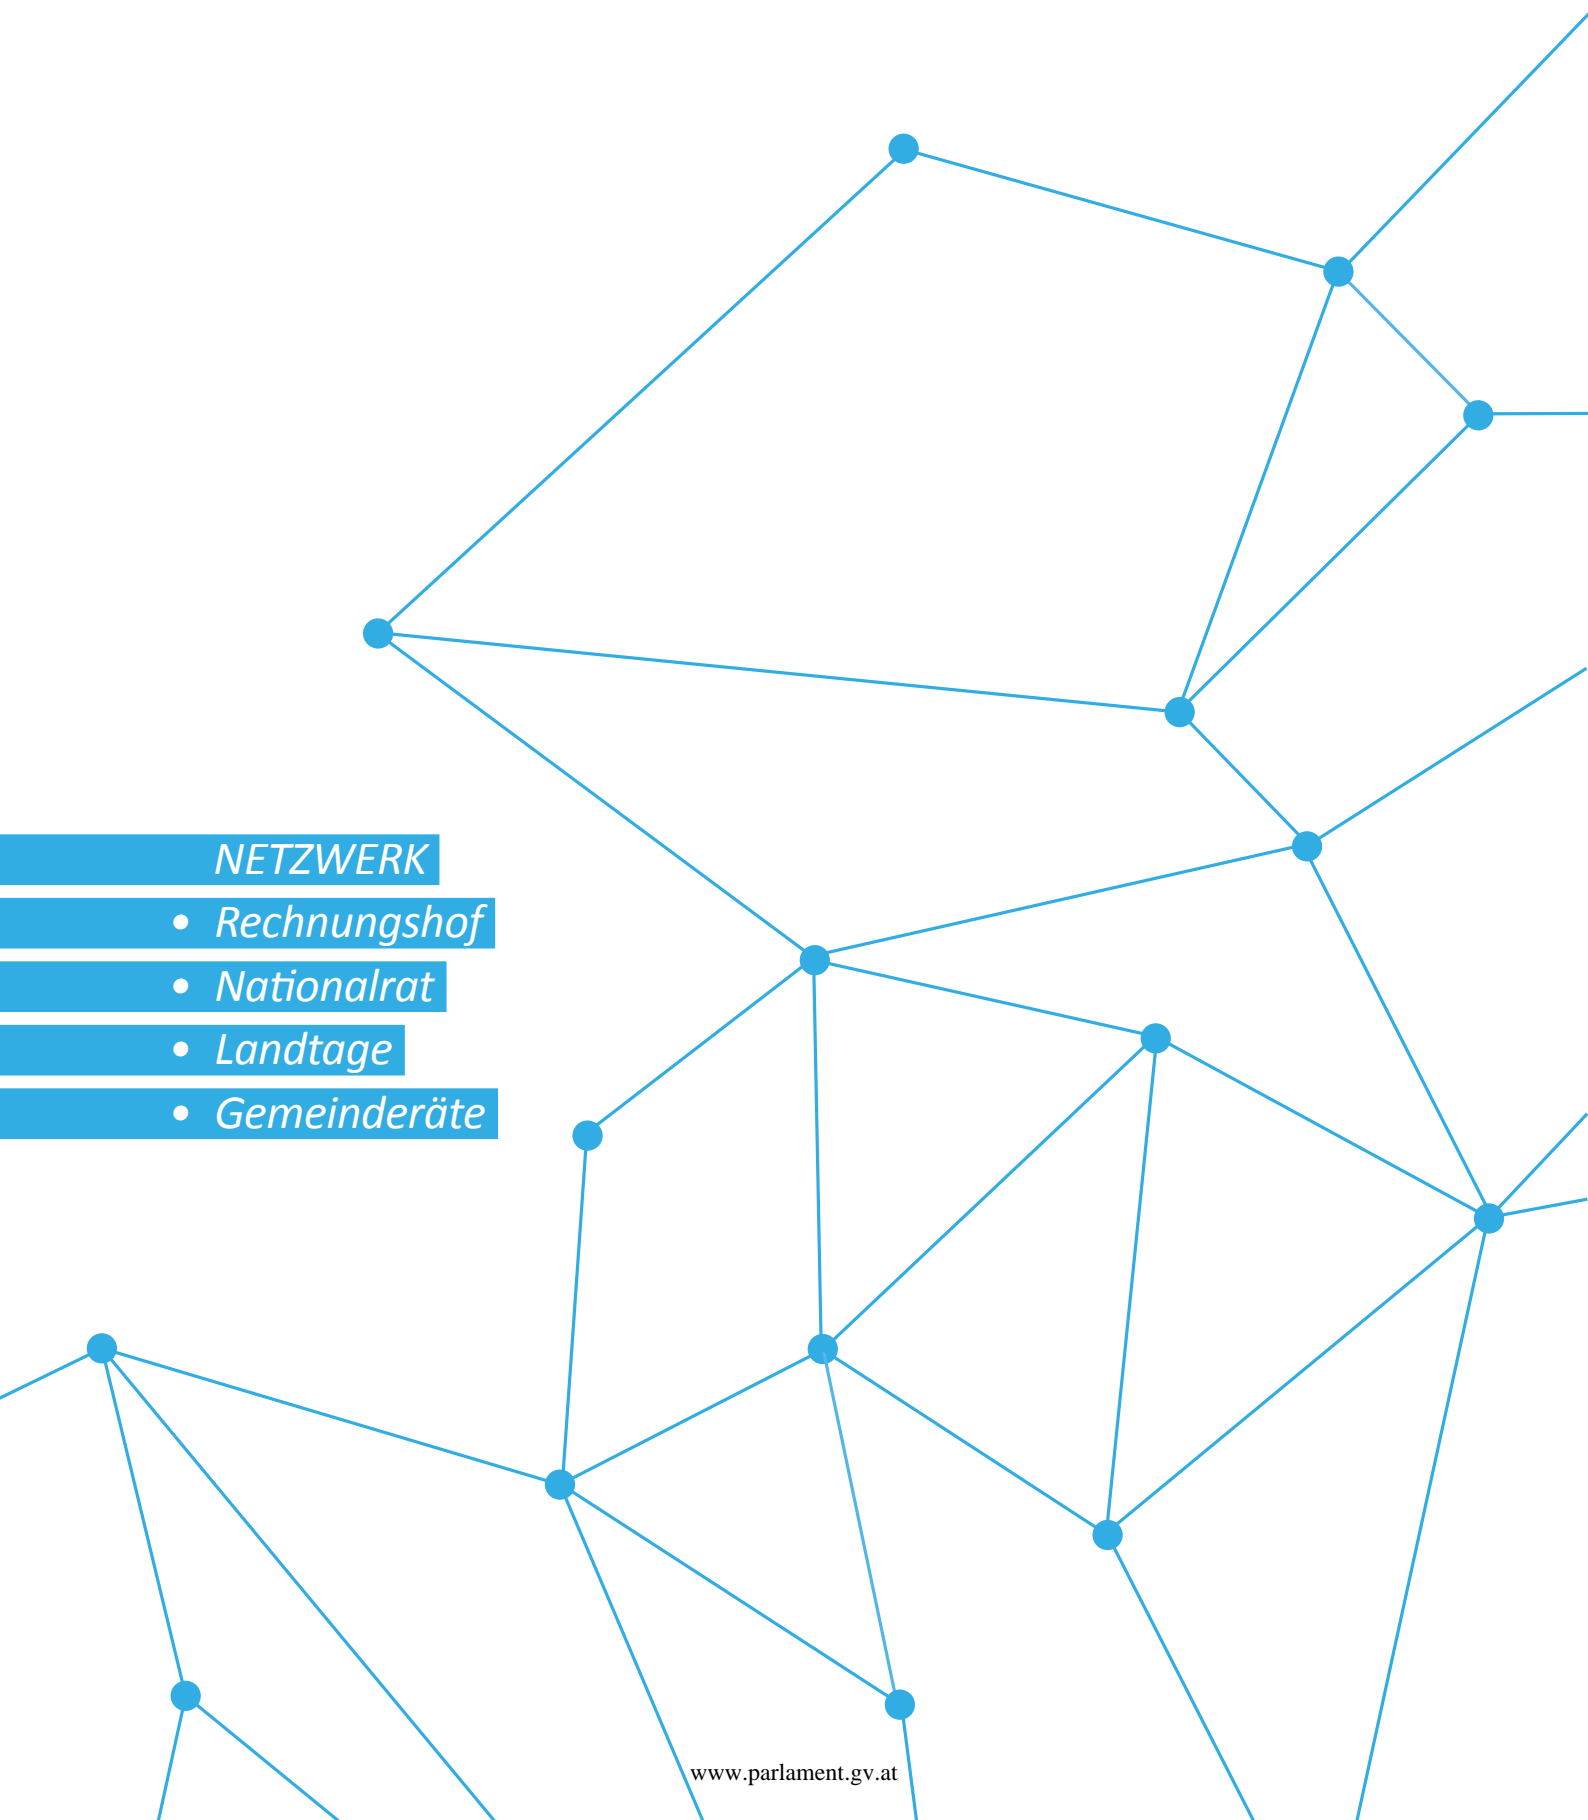 NETZWERK
• Rechnungshof
• Nationalrat
• Landtage
• Gemeinderäte
www.parlament.gv.at